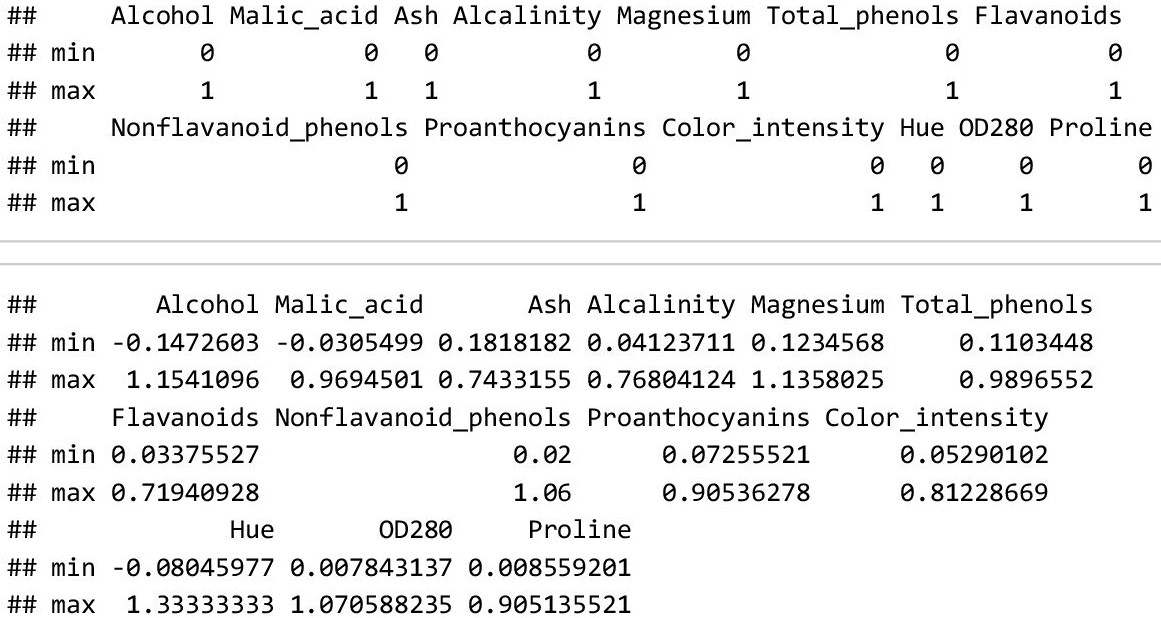 ##     Alcohol Malic_acid Ash Alcalinity Magnesium Total_phenols Flavanoids
## min       0          0   0          0         0             0          0
## max       1          1   1          1         1             1          1
##     Nonflavanoid_phenols Proanthocyanins Color_intensity Hue OD280 Proline
## min                    0               0               0   0     0       0
## max                    1               1               1   1     1       1
##        Alcohol Malic_acid       Ash Alcalinity Magnesium Total_phenols
## min -0.1472603 -0.0305499 0.1818182 0.04123711 0.1234568     0.1103448
## max  1.1541096  0.9694501 0.7433155 0.76804124 1.1358025     0.9896552
##     Flavanoids Nonflavanoid_phenols Proanthocyanins Color_intensity
## min 0.03375527                 0.02      0.07255521      0.05290102
## max 0.71940928                 1.06      0.90536278      0.81228669
##             Hue       OD280     Proline
## min -0.08045977 0.007843137 0.008559201
## max  1.33333333 1.070588235 0.905135521